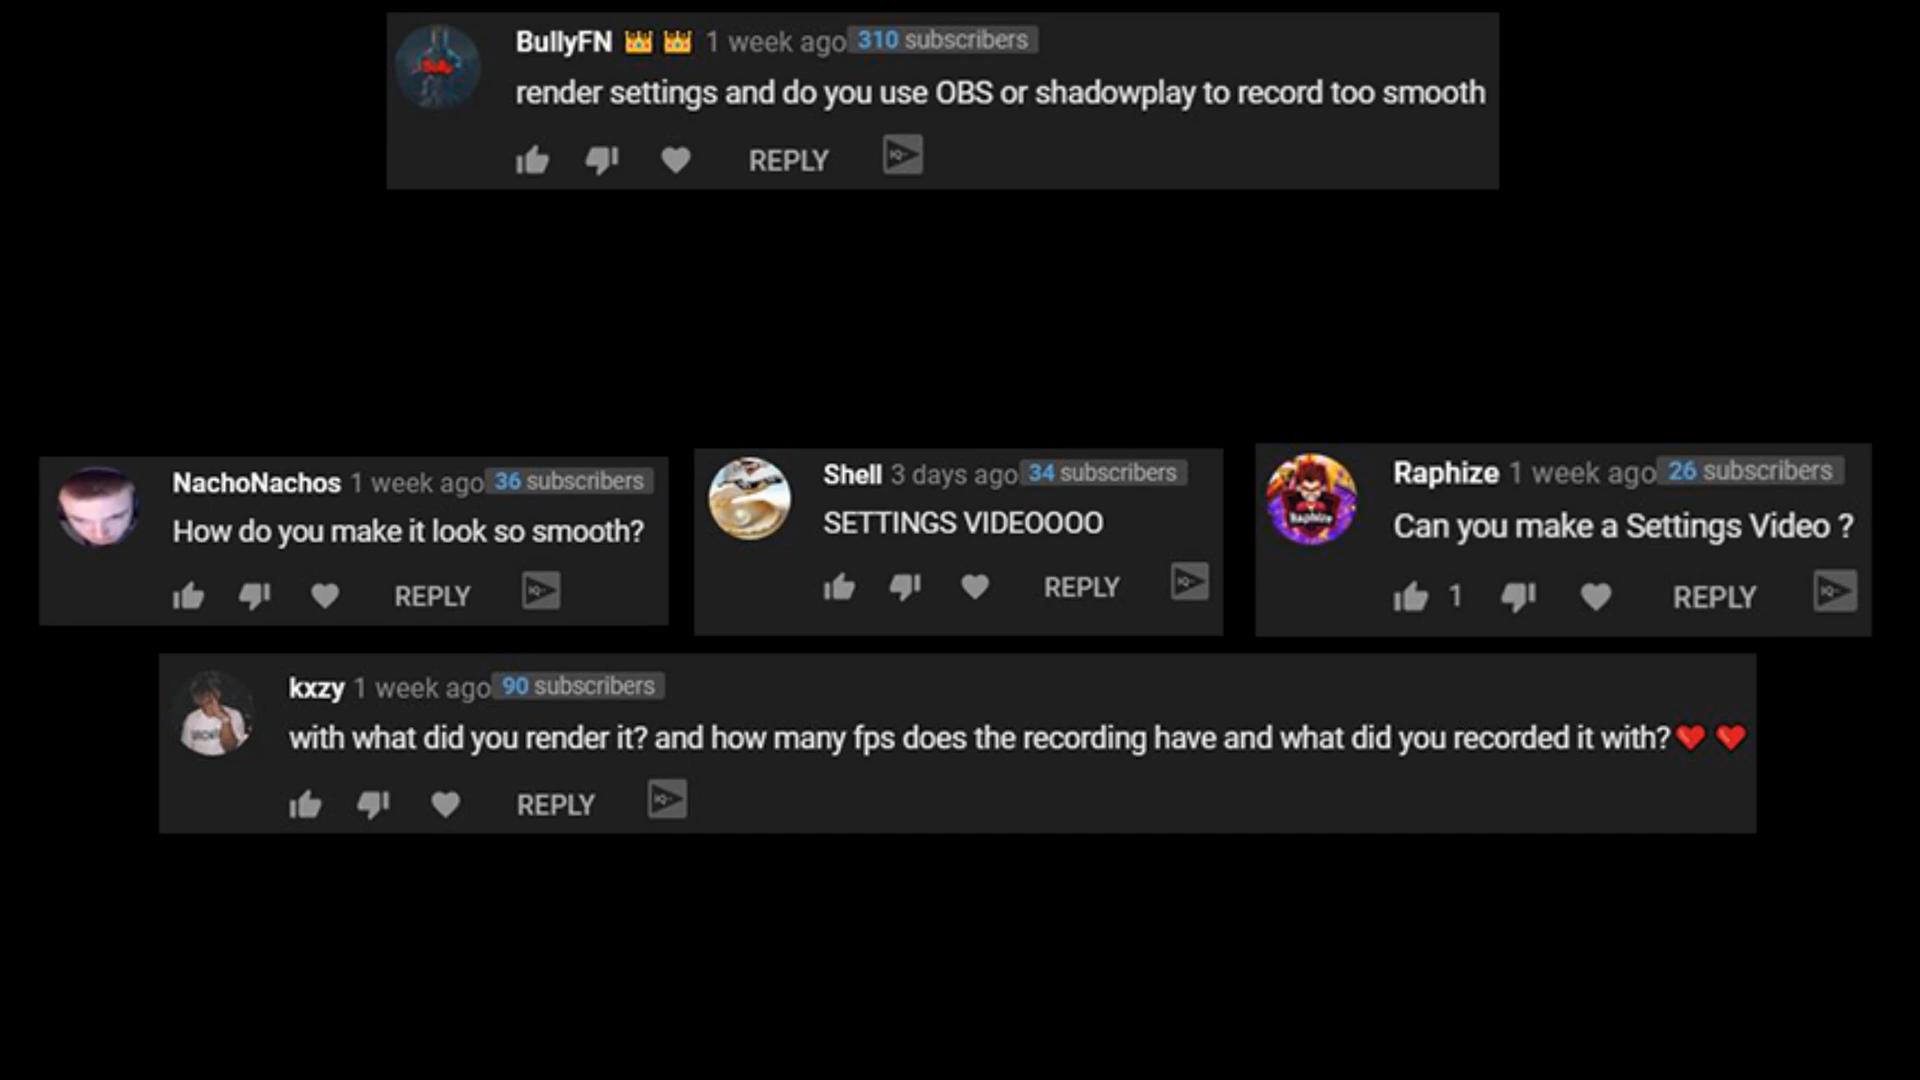 BullyFN 👑 👑 1 week ago 310 subscribers
render settings and do you use OBS or shadowplay to record too smooth
REPLY
NachoNachos 1 week ago 36 subscribers
How do you make it look so smooth?
REPLY
Shell 3 days ago 34 subscribers
SETTINGS VIDEOOOO
REPLY
Raphize 1 week ago 26 subscribers
Can you make a Settings Video ?
1 REPLY
kxzy 1 week ago 90 subscribers
with what did you render it? and how many fps does the recording have and what did you recorded it with?❤️ ❤️
REPLY